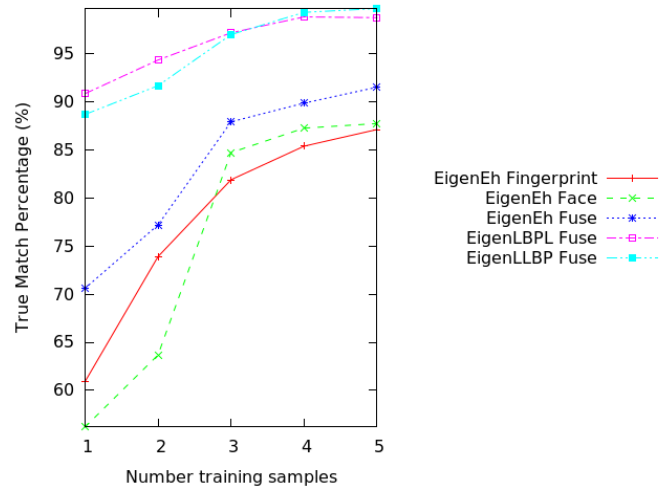 True Match Percentage (%)
95
90
85
80
75
70
65
60
1 2 3 4 5
Number training samples
EigenEh Fingerprint
EigenEh Face
EigenEh Fuse
EigenLBPL Fuse
EigenLLBP Fuse